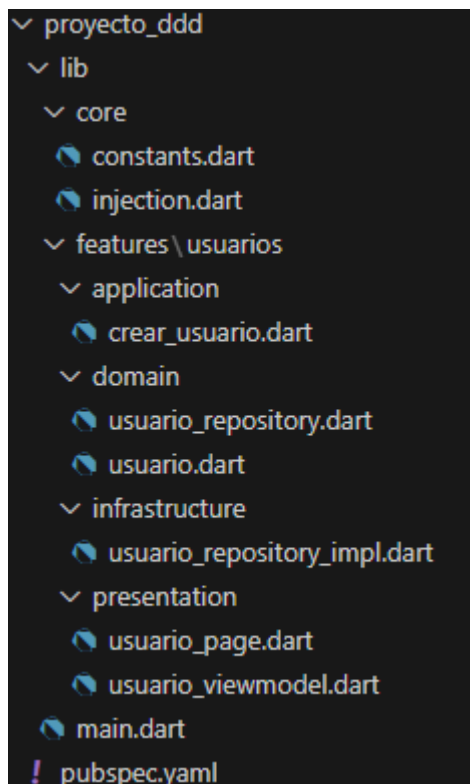 proyecto_ddd
lib
core
constants.dart
injection.dart
features\usuarios
application
crear_usuario.dart
domain
usuario_repository.dart
usuario.dart
infrastructure
usuario_repository_impl.dart
presentation
usuario_page.dart
usuario_viewmodel.dart
main.dart
! pubspec.yaml